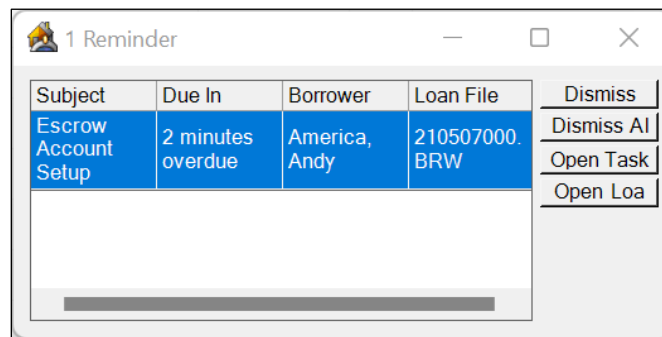 1 Reminder
Subject Due In Borrower Loan File
Escrow Account Setup
2 minutes overdue
America, Andy
210507000. BRW
Dismiss
Dismiss Al
Open Task
Open Loa